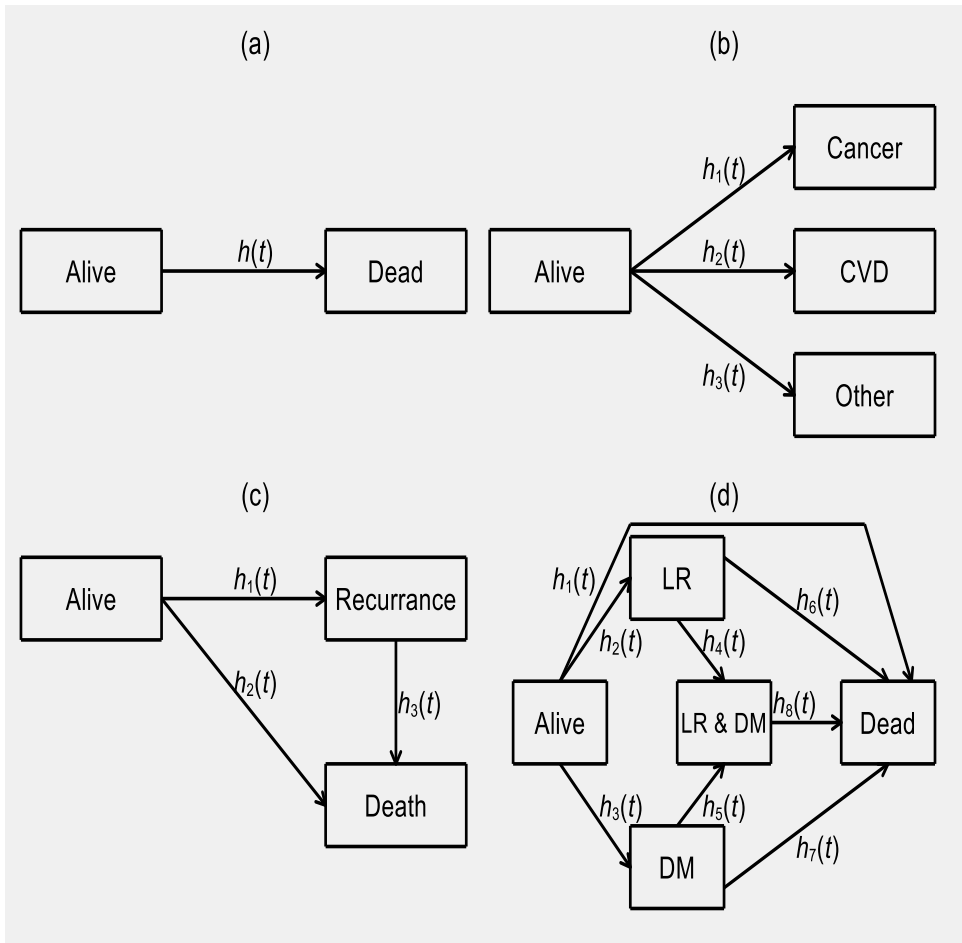 (a)
Alive
h(t)
Dead
(b)
Alive
h₁(t)
Cancer
h₂(t)
CVD
h₃(t)
Other
(c)
Alive
h₁(t)
Recurrance
h₂(t)
h₃(t)
Death
(d)
h₁(t)
LR
h₂(t)
h₄(t)
h₆(t)
Alive
LR & DM
h₈(t)
Dead
h₃(t)
h₅(t)
DM
h₇(t)